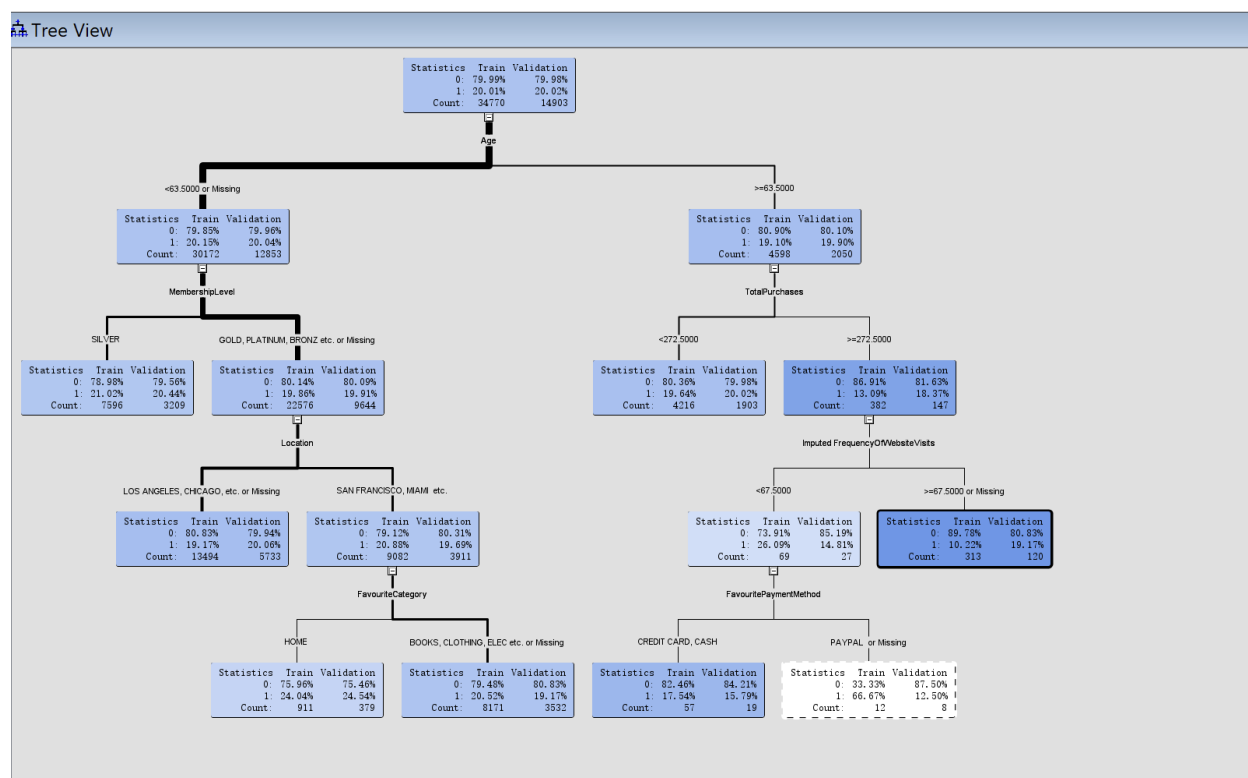 Tree View
Statistics Train Validation
0: 79.99% 79.98%
1: 20.01% 20.02%
Count: 34770 14903
Age
<63.5000 or Missing
>=63.5000
Statistics Train Validation
0: 79.85% 79.96%
1: 20.15% 20.04%
Count: 30172 12853
Statistics Train Validation
0: 80.90% 80.10%
1: 19.10% 19.90%
Count: 4598 2050
MembershipLevel
TotalPurchases
SILVER
GOLD, PLATINUM, BRONZ etc. or Missing
<272.5000
>=272.5000
Statistics Train Validation
0: 78.98% 79.56%
1: 21.02% 20.44%
Count: 7596 3209
Statistics Train Validation
0: 80.14% 80.09%
1: 19.86% 19.91%
Count: 22576 9644
Statistics Train Validation
0: 80.36% 79.98%
1: 19.64% 20.02%
Count: 4216 1903
Statistics Train Validation
0: 86.91% 81.63%
1: 13.09% 18.37%
Count: 382 147
Location
Imputed FrequencyOfWebsiteVisits
LOS ANGELES, CHICAGO, etc. or Missing
SAN FRANCISCO, MIAMI etc.
<67.5000
>=67.5000 or Missing
Statistics Train Validation
0: 80.83% 79.94%
1: 19.17% 20.06%
Count: 13494 5733
Statistics Train Validation
0: 79.12% 80.31%
1: 20.88% 19.69%
Count: 9082 3911
Statistics Train Validation
0: 73.91% 85.19%
1: 26.09% 14.81%
Count: 69 27
Statistics Train Validation
0: 89.78% 80.83%
1: 10.22% 19.17%
Count: 313 120
FavouriteCategory
FavouritePaymentMethod
HOME
BOOKS, CLOTHING, ELEC etc. or Missing
CREDIT CARD, CASH
PAYPAL or Missing
Statistics Train Validation
0: 75.96% 75.46%
1: 24.04% 24.54%
Count: 911 379
Statistics Train Validation
0: 79.48% 80.83%
1: 20.52% 19.17%
Count: 8171 3532
Statistics Train Validation
0: 82.46% 84.21%
1: 17.54% 15.79%
Count: 57 19
Statistics Train Validation
0: 33.33% 87.50%
1: 66.67% 12.50%
Count: 12 8